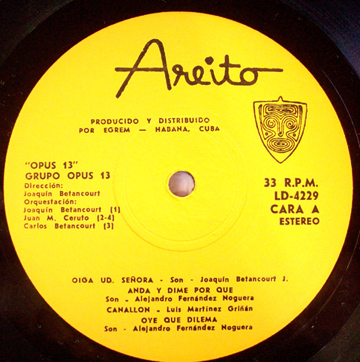 Areito
PRODUCIDO Y DISTRIBUIDO
POR EGREM — HABANA, CUBA
"OPUS 13"
GRUPO OPUS 13
Dirección:
Joaquín Betancourt
Orquestación:
Joaquín Betancourt [1]
Juan M. Ceruto [2-4]
Carlos Betancourt [3]
33 R.P.M.
LD-4229
CARA A
ESTEREO
OIGA UD. SEÑORA - Son - Joaquín Betancourt J.
ANDA Y DIME POR QUE
Son - Alejandro Fernández Noguera
CANALLON - Luis Martínez Griñán
OYE QUE DILEMA
Son - Alejandro Fernández Noguera